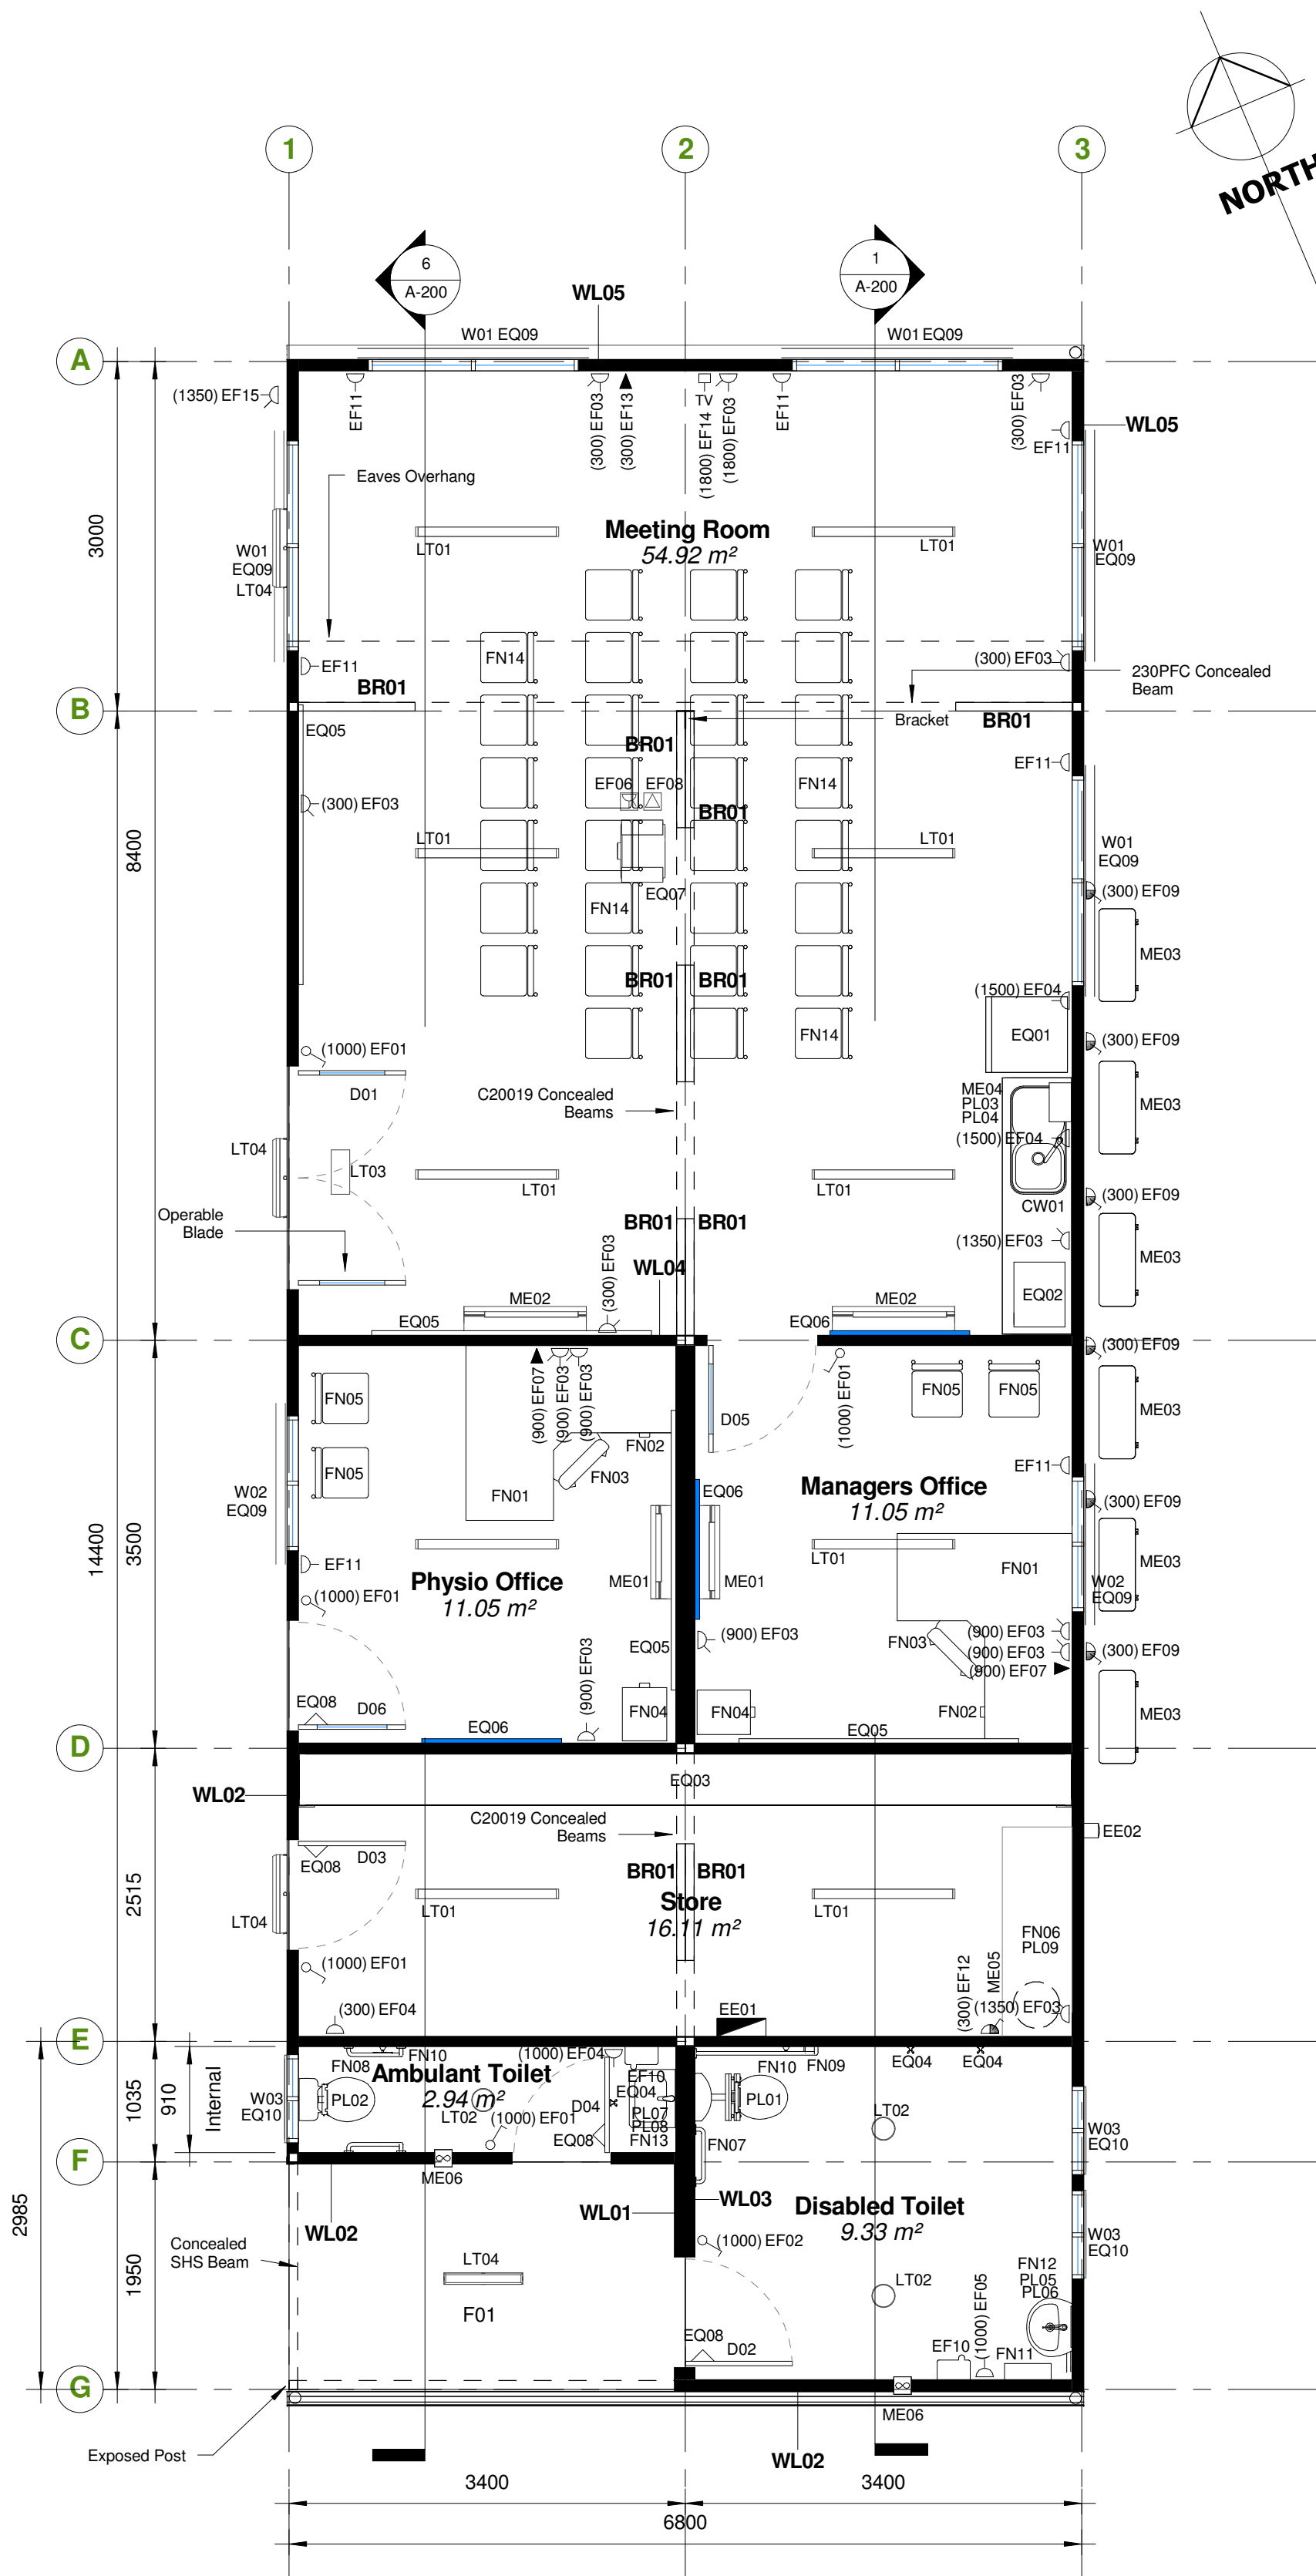 NORTH
1
2
3
6
A-200
1
A-200
WL05
W01 EQ09
W01 EQ09
A
(1350) EF15
EF11
(300) EF03
(300) EF13
TV
(1800) EF14
(1800) EF03
EF11
(300) EF03
EF11
WL05
Eaves Overhang
3000
Meeting Room
54.92 m²
LT01
LT01
W01
EQ09
LT04
W01
EQ09
FN14
EF11
(300) EF03
230PFC Concealed
Beam
BR01
B
EQ05
BR01
Bracket
BR01
EF11
EF06
EF08
FN14
(300) EF03
BR01
8400
LT01
LT01
W01
EQ09
EQ07
(300) EF09
FN14
ME03
BR01
BR01
(1500) EF04
EQ01
FN14
(300) EF09
(1000) EF01
D01
C20019 Concealed
Beams
ME04
PL03
PL04
ME03
(1500) EF04
LT04
LT03
LT01
LT01
(300) EF09
CW01
Operable
Blade
BR01
BR01
(1350) EF03
WL04
(300) EF03
ME03
EQ02
ME02
ME02
EQ05
EQ06
C
(300) EF09
(900) EF07
(900) EF03
(900) EF03
(1000) EF01
FN05
FN05
FN05
ME03
D05
FN02
FN03
FN05
EF11
W02
EQ09
FN01
EQ06
Managers Office
11.05 m²
(300) EF09
14400
3500
LT01
ME03
EF11
FN01
Physio Office
11.05 m²
ME01
ME01
W02
EQ09
(1000) EF01
(900) EF03
FN03
(900) EF03
(900) EF03
(900) EF07
(300) EF09
EQ05
(900) EF03
EQ08
D06
FN04
FN04
FN02
ME03
EQ06
EQ05
D
EQ03
WL02
C20019 Concealed
Beams
EE02
D03
EQ08
BR01
BR01
2515
Store
16.11 m²
LT01
LT01
LT04
FN06
PL09
(1000) EF01
(300) EF12
ME05
(300) EF04
EE01
(1350) EF03
E
1035
910
Internal
FN08
FN10
Ambulant Toilet
2.94 m²
(1000) EF04
EF10
EQ04
FN10
FN09
EQ04
EQ04
W03
EQ10
PL02
D04
PL01
LT02
(1000) EF01
PL07
PL08
EQ08
FN13
FN07
LT02
W03
EQ10
F
ME06
WL02
WL01
WL03
Disabled Toilet
9.33 m²
2985
1950
Concealed
SHS Beam
(1000) EF02
W03
EQ10
LT04
F01
LT02
FN12
PL05
PL06
(1000) EF05
EQ08
D02
EF10
FN11
G
ME06
Exposed Post
WL02
3400
3400
6800